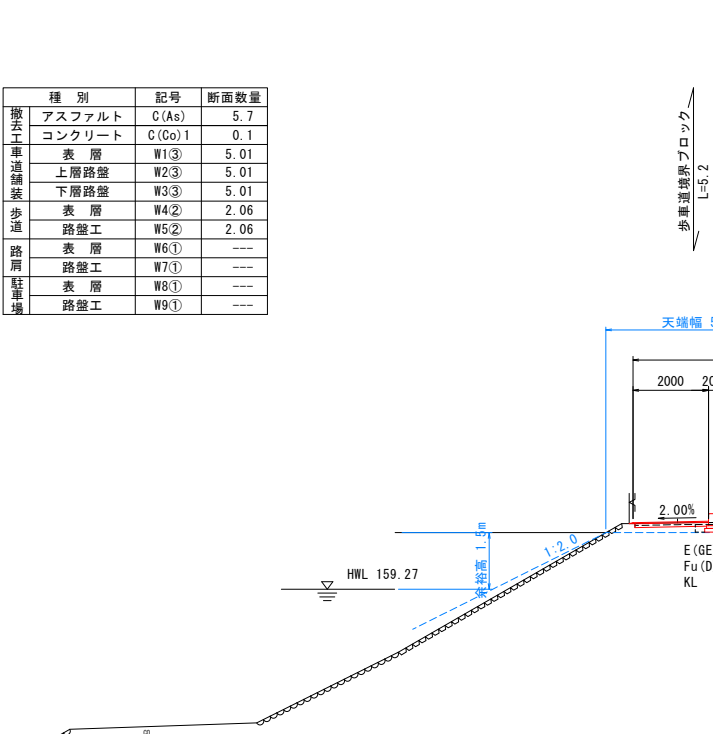 種 別 記号 断面数量
撤去工 アスファルト C(As) 5.7
コンクリート C(Co)1 0.1
車道舗装 表 層 W1③ 5.01
上層路盤 W2③ 5.01
下層路盤 W3③ 5.01
歩道 表 層 W4② 2.06
路盤工 W5② 2.06
路肩 表 層 W6① ---
路盤工 W7① ---
駐車場 表 層 W8① ---
路盤工 W9① ---
歩車道境界ブロック
L=5.2
天端幅 5
2000 20
2.00%
1:2.0
余裕高 1.5m
HWL 159.27
E(GE
Fu(D
KL